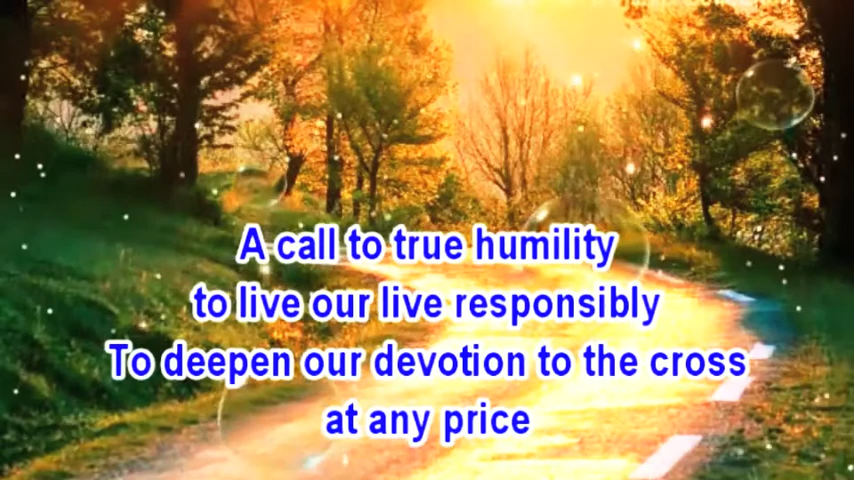 A call to true humility
to live our live responsibly
To deepen our devotion to the cross
at any price